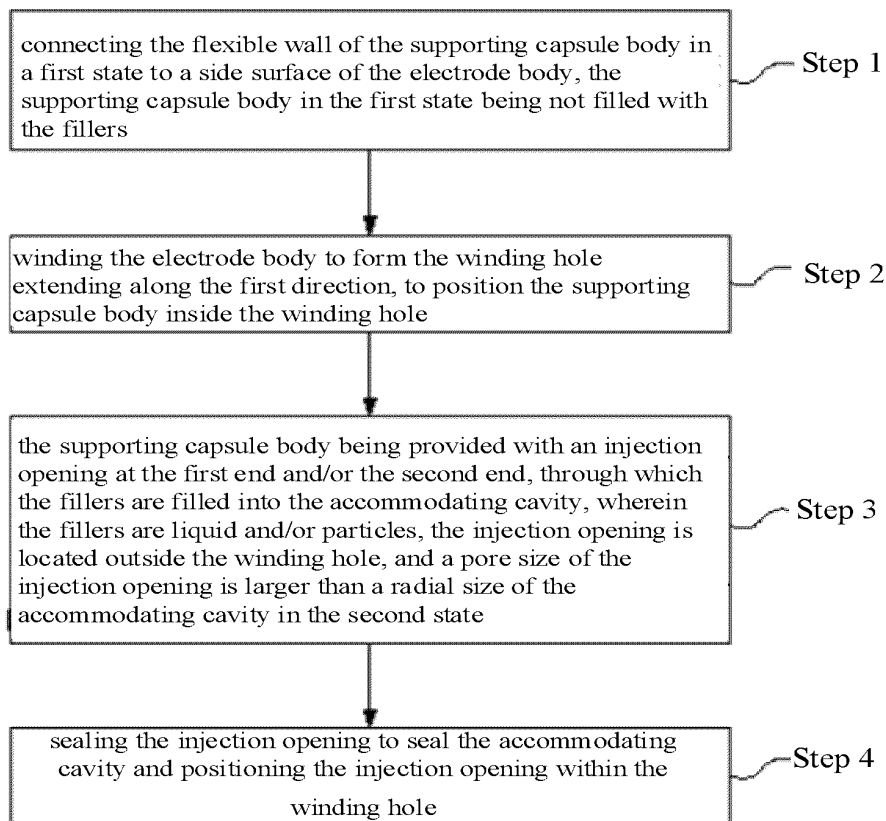 connecting the flexible wall of the supporting capsule body in
a first state to a side surface of the electrode body, the
supporting capsule body in the first state being not filled with
the fillers
Step 1
winding the electrode body to form the winding hole
extending along the first direction, to position the supporting
capsule body inside the winding hole
Step 2
the supporting capsule body being provided with an injection
opening at the first end and/or the second end, through which
the fillers are filled into the accommodating cavity, wherein
the fillers are liquid and/or particles, the injection opening is
located outside the winding hole, and a pore size of the
injection opening is larger than a radial size of the
accommodating cavity in the second state
Step 3
sealing the injection opening to seal the accommodating
cavity and positioning the injection opening within the
winding hole
Step 4